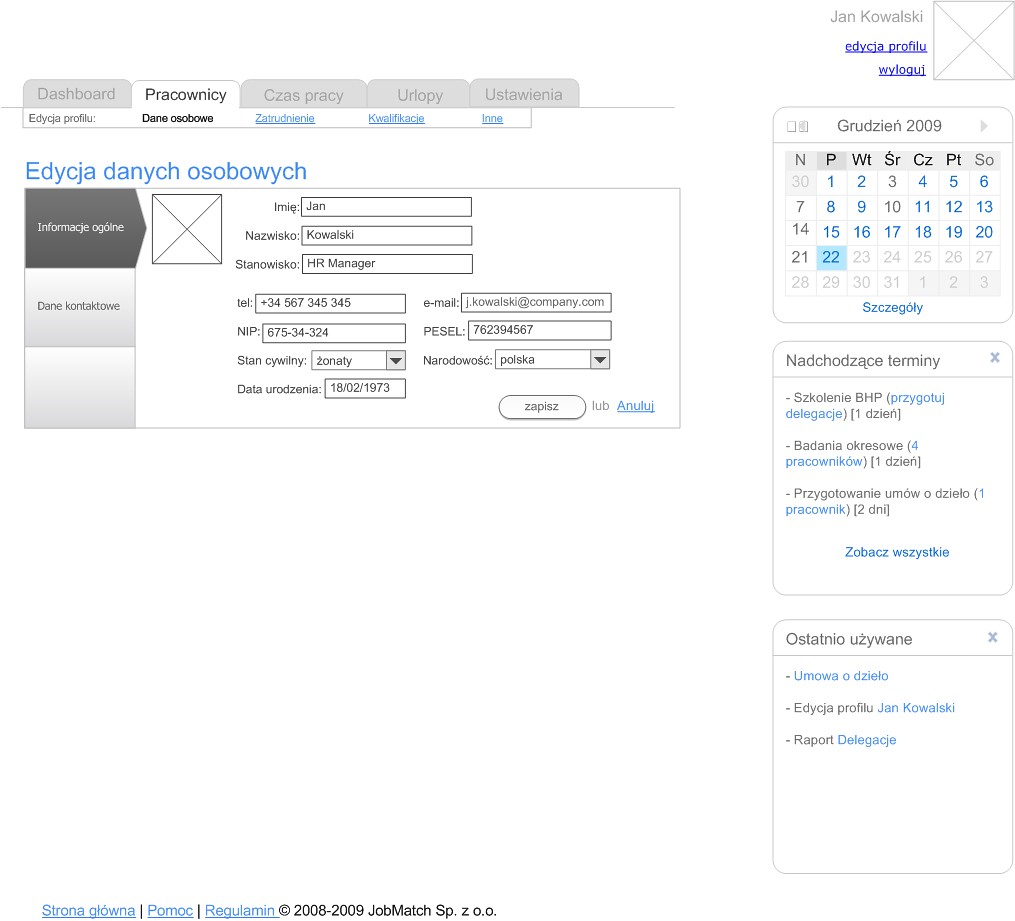 Jan Kowalski
edycja profilu
wyloguj
Dashboard Pracownicy Czas pracy Urlopy Ustawienia
Edycja profilu: Dane osobowe Zatrudnienie Kwalifikacje Inne
Edycja danych osobowych
Informacje ogólne
Dane kontaktowe
Imię: Jan
Nazwisko: Kowalski
Stanowisko: HR Manager
tel: +34 567 345 345 e-mail: j.kowalski@company.com
NIP: 675-34-324 PESEL: 762394567
Stan cywilny: żonaty Narodowość: polska
Data urodzenia: 18/02/1973
zapisz lub Anuluj
Grudzień 2009
N P Wt Śr Cz Pt So
30 1 2 3 4 5 6
7 8 9 10 11 12 13
14 15 16 17 18 19 20
21 22 23 24 25 26 27
28 29 30 31 1 2 3
Szczegóły
Nadchodzące terminy
- Szkolenie BHP (przygotuj
delegacje) [1 dzień]
- Badania okresowe (4
pracowników) [1 dzień]
- Przygotowanie umów o dzieło (1
pracownik) [2 dni]
Zobacz wszystkie
Ostatnio używane
- Umowa o dzieło
- Edycja profilu Jan Kowalski
- Raport Delegacje
Strona główna | Pomoc | Regulamin © 2008-2009 JobMatch Sp. z o.o.